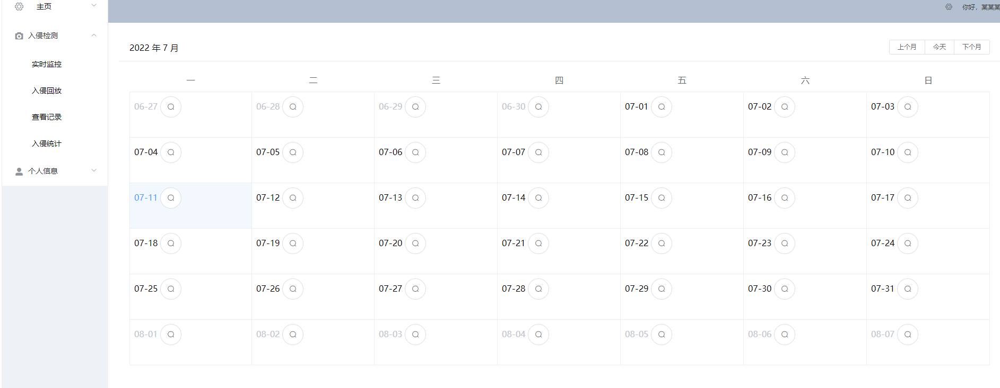 主页
你好，某某某
入侵检测
实时监控
入侵回放
查看记录
入侵统计
个人信息
2022 年 7 月
上个月 今天 下个月
一 二 三 四 五 六 日
06-27 06-28 06-29 06-30 07-01 07-02 07-03
07-04 07-05 07-06 07-07 07-08 07-09 07-10
07-11 07-12 07-13 07-14 07-15 07-16 07-17
07-18 07-19 07-20 07-21 07-22 07-23 07-24
07-25 07-26 07-27 07-28 07-29 07-30 07-31
08-01 08-02 08-03 08-04 08-05 08-06 08-07